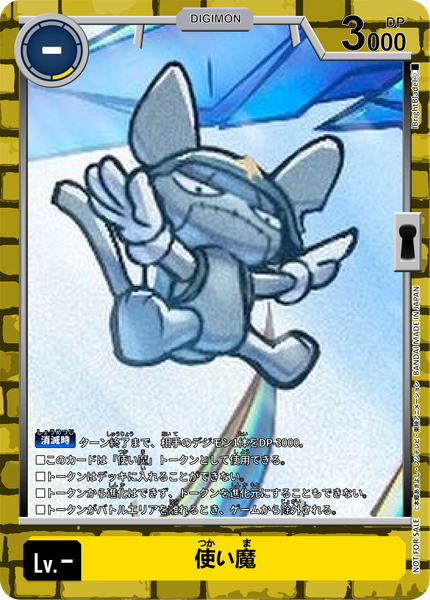 DIGIMON
DP
3000
消滅時 ターン終了まで、相手のデジモン1体をDP-3000。
□このカードは「使い魔」トークンとして使用できる。
□トークンはデッキに入れることができない。
□トークンから進化はできず、トークンを進化元にすることもできない。
□トークンがバトルエリアを離れるとき、ゲームから除外される。
Lv.-
使い魔
つか ま
NOT FOR SALE
BANDAI MADE IN JAPAN